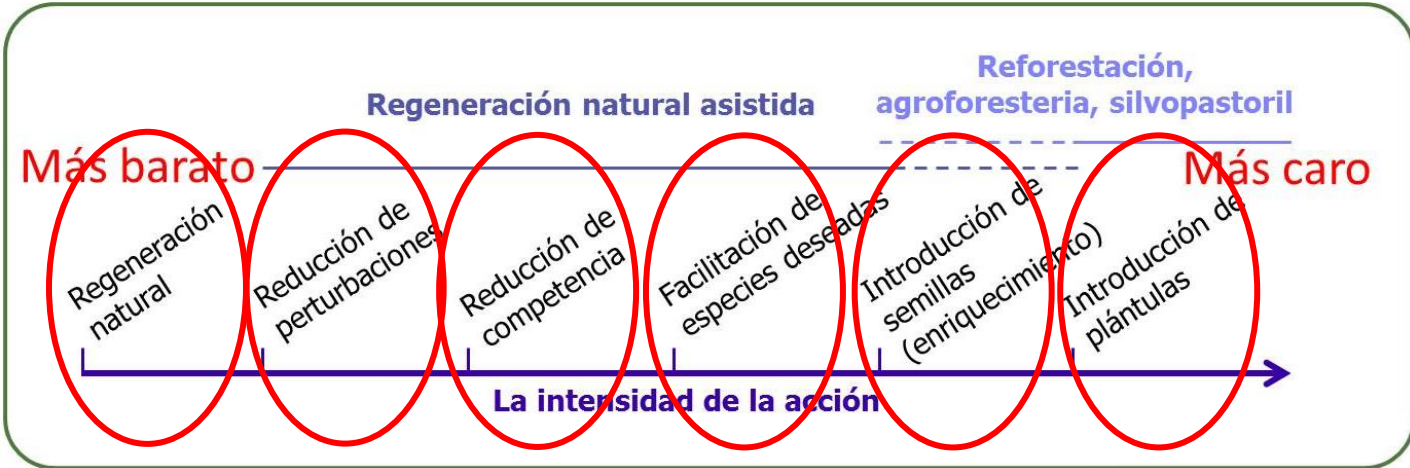 Reforestación,
agroforesteria, silvopastoril
Regeneración natural asistida
Más barato
Más caro
Regeneración
natural
Reducción de
perturbaciones
Reducción de
competencia
Facilitación de
especies deseadas
Introducción de
semillas
(enriquecimiento)
Introducción de
plántulas
La intensidad de la acción